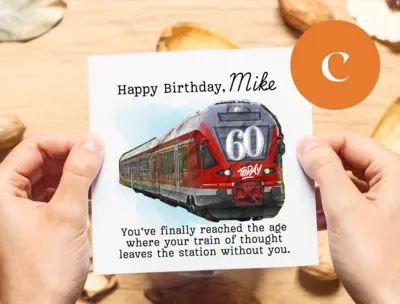 Happy Birthday, Mike
C
60
TODAY
You've finally reached the age
where your train of thought
leaves the station without you.